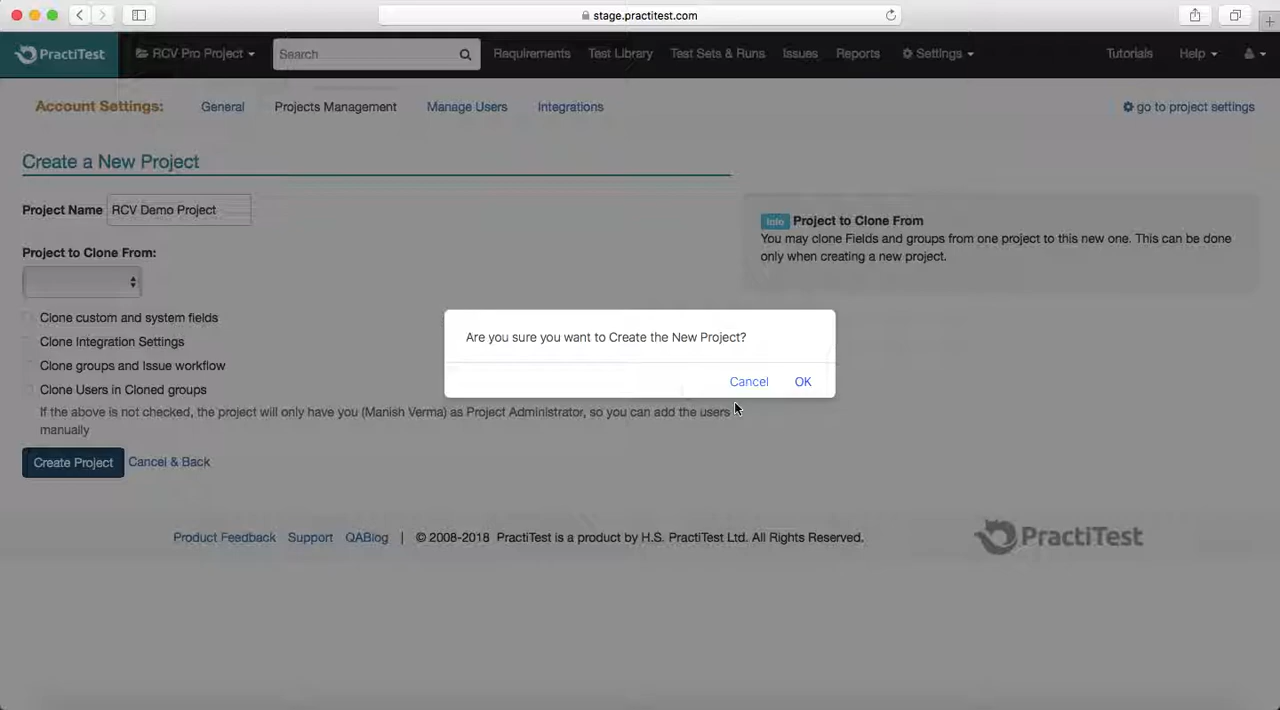 stage.practitest.com
PractiTest
RCV Pro Project
Search
Requirements
Test Library
Test Sets & Runs
Issues
Reports
Settings
Tutorials
Help
Account Settings:
General
Projects Management
Manage Users
Integrations
go to project settings
Create a New Project
Project Name
RCV Demo Project
Info Project to Clone From
You may clone Fields and groups from one project to this new one. This can be done
only when creating a new project.
Project to Clone From:
Clone custom and system fields
Clone Integration Settings
Clone groups and Issue workflow
Clone Users in Cloned groups
If the above is not checked, the project will only have you (Manish Verma) as Project Administrator, so you can add the users
manually
Are you sure you want to Create the New Project?
Cancel
OK
Create Project
Cancel & Back
Product Feedback
Support
QABlog
| © 2008-2018 PractiTest is a product by H.S. PractiTest Ltd. All Rights Reserved.
PractiTest